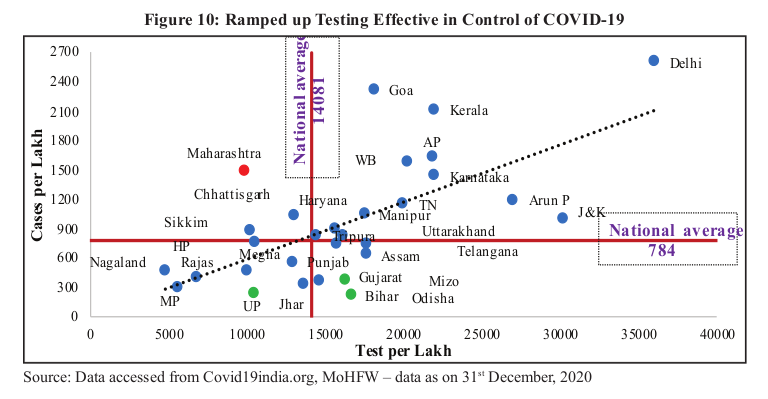 Figure 10: Ramped up Testing Effective in Control of COVID-19
National average
14081
2700
2400
2100
1800
1500
1200
900
600
300
0
Cases per Lakh
Delhi
Goa
Kerala
AP
Maharashtra
WB
Karnataka
Chhattisgarh
Haryana
TN
Arun P
J&K
Manipur
Sikkim
Uttarakhand
National average
784
Tripura
HP
Megha
Assam
Telangana
Nagaland
Rajas
Punjab
Gujarat
Mizo
MP
UP
Jhar
Bihar
Odisha
0 5000 10000 15000 20000 25000 30000 35000 40000
Test per Lakh
Source: Data accessed from Covid19india.org, MoHFW – data as on 31st December, 2020